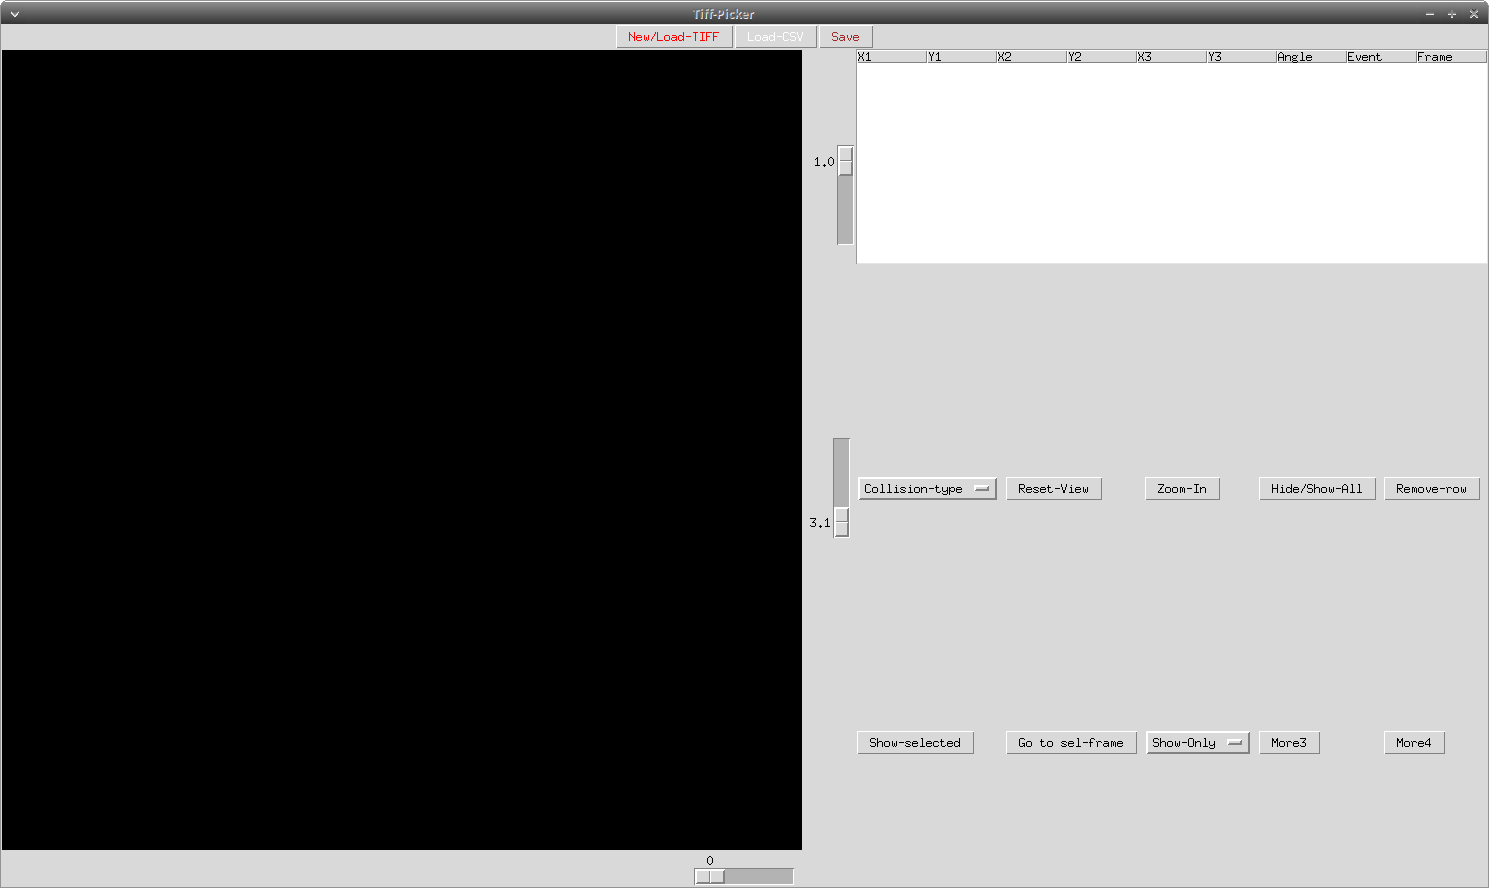 Tiff-Picker
New/Load-TIFF Load-CSV Save
X1 Y1 X2 Y2 X3 Y3 Angle Event Frame
1.0
Collision-type Reset-View Zoom-In Hide/Show-All Remove-row
3.1
Show-selected Go to sel-frame Show-Only More3 More4
0